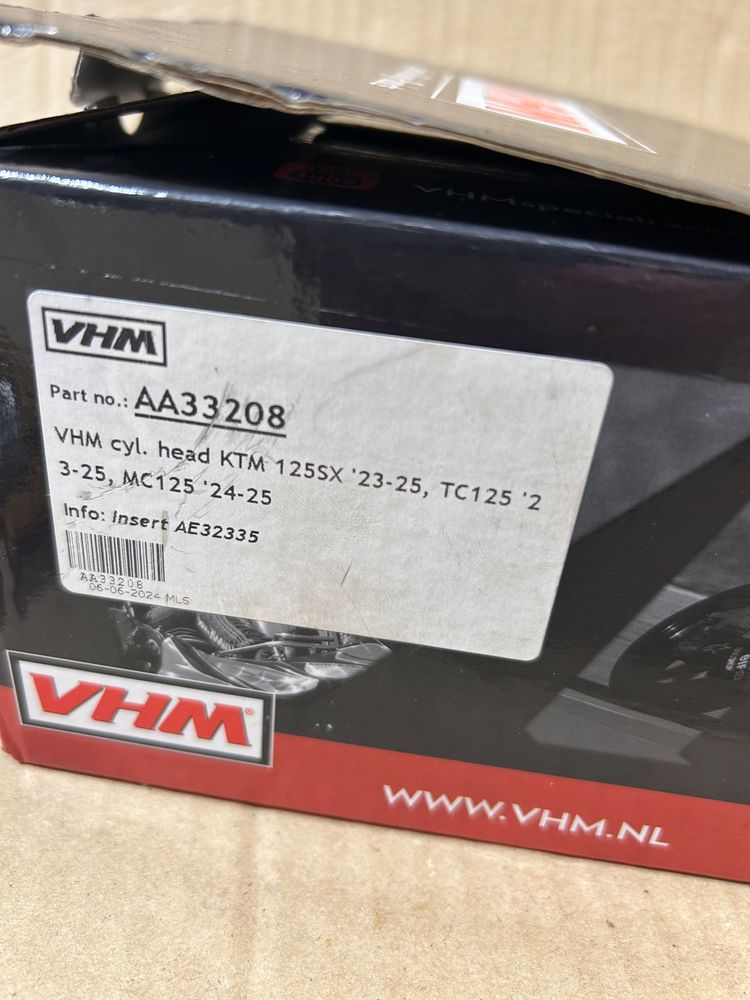 VHMspecial
VHM
Part no.: AA33208
VHM cyl. head KTM 125SX '23-25, TC125 '2
3-25, MC125 '24-25
Info: Insert AE32335
AA33208
06-06-2024 MLS
VHM®
WWW.VHM.NL